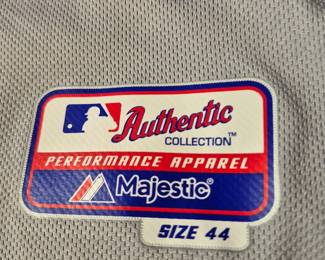 Authentic
COLLECTION™
PERFORMANCE APPAREL
Majestic®
SIZE 44